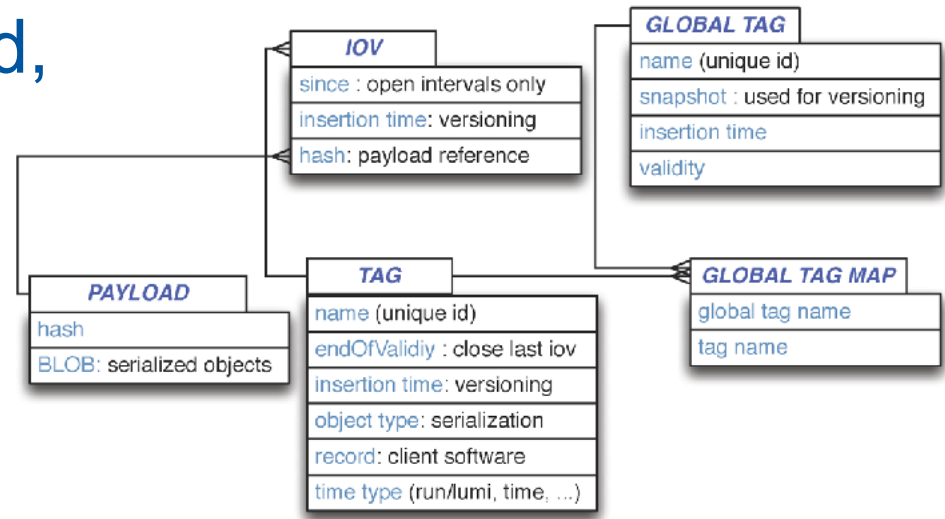 d,
IOV
since : open intervals only
insertion time: versioning
hash: payload reference
GLOBAL TAG
name (unique id)
snapshot : used for versioning
insertion time
validity
PAYLOAD
hash
BLOB: serialized objects
TAG
name (unique id)
endOfValidiy : close last iov
insertion time: versioning
object type: serialization
record: client software
time type (run/lumi, time, ...)
GLOBAL TAG MAP
global tag name
tag name